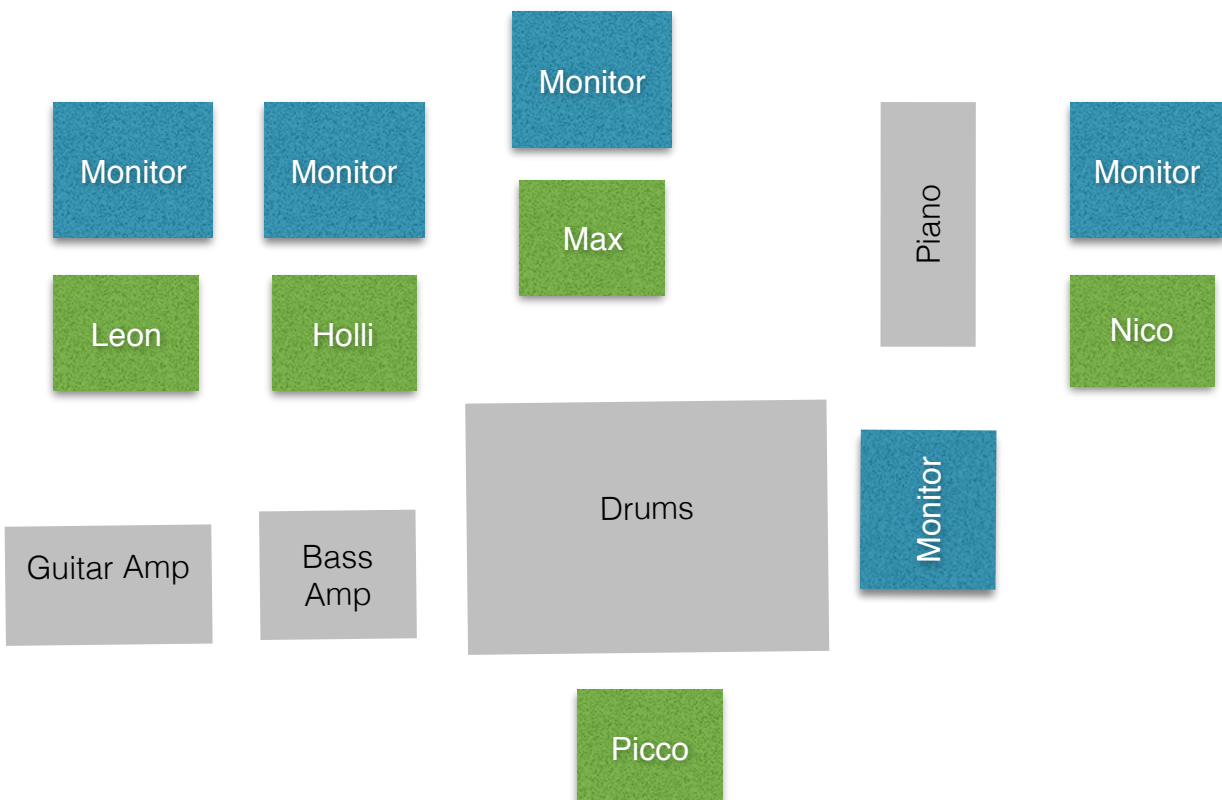 Monitor
Monitor
Monitor
Piano
Monitor
Max
Leon
Holli
Nico
Drums
Monitor
Guitar Amp
Bass
Amp
Picco